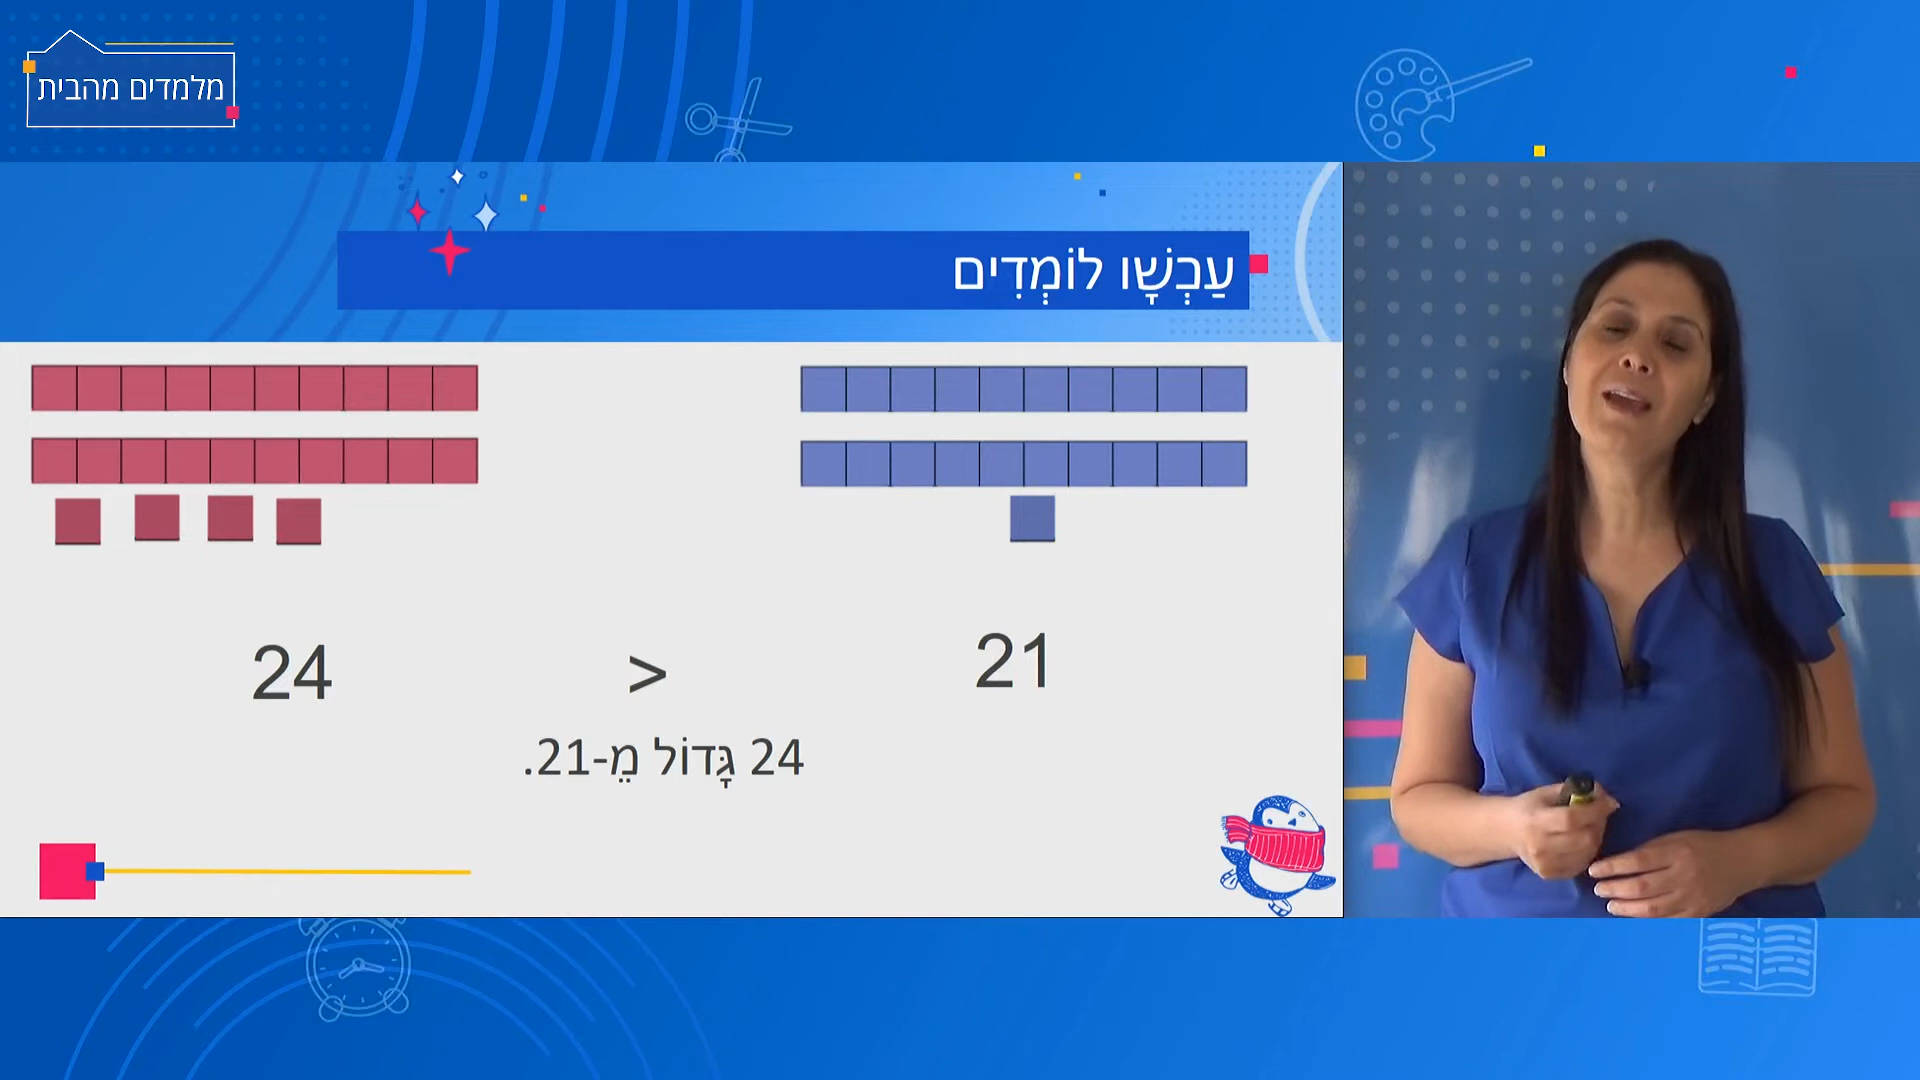 מלמדים מהבית
עַכְשָׁו לוֹמְדִים
24 > 21
24 גָּדוֹל מֵ-21.